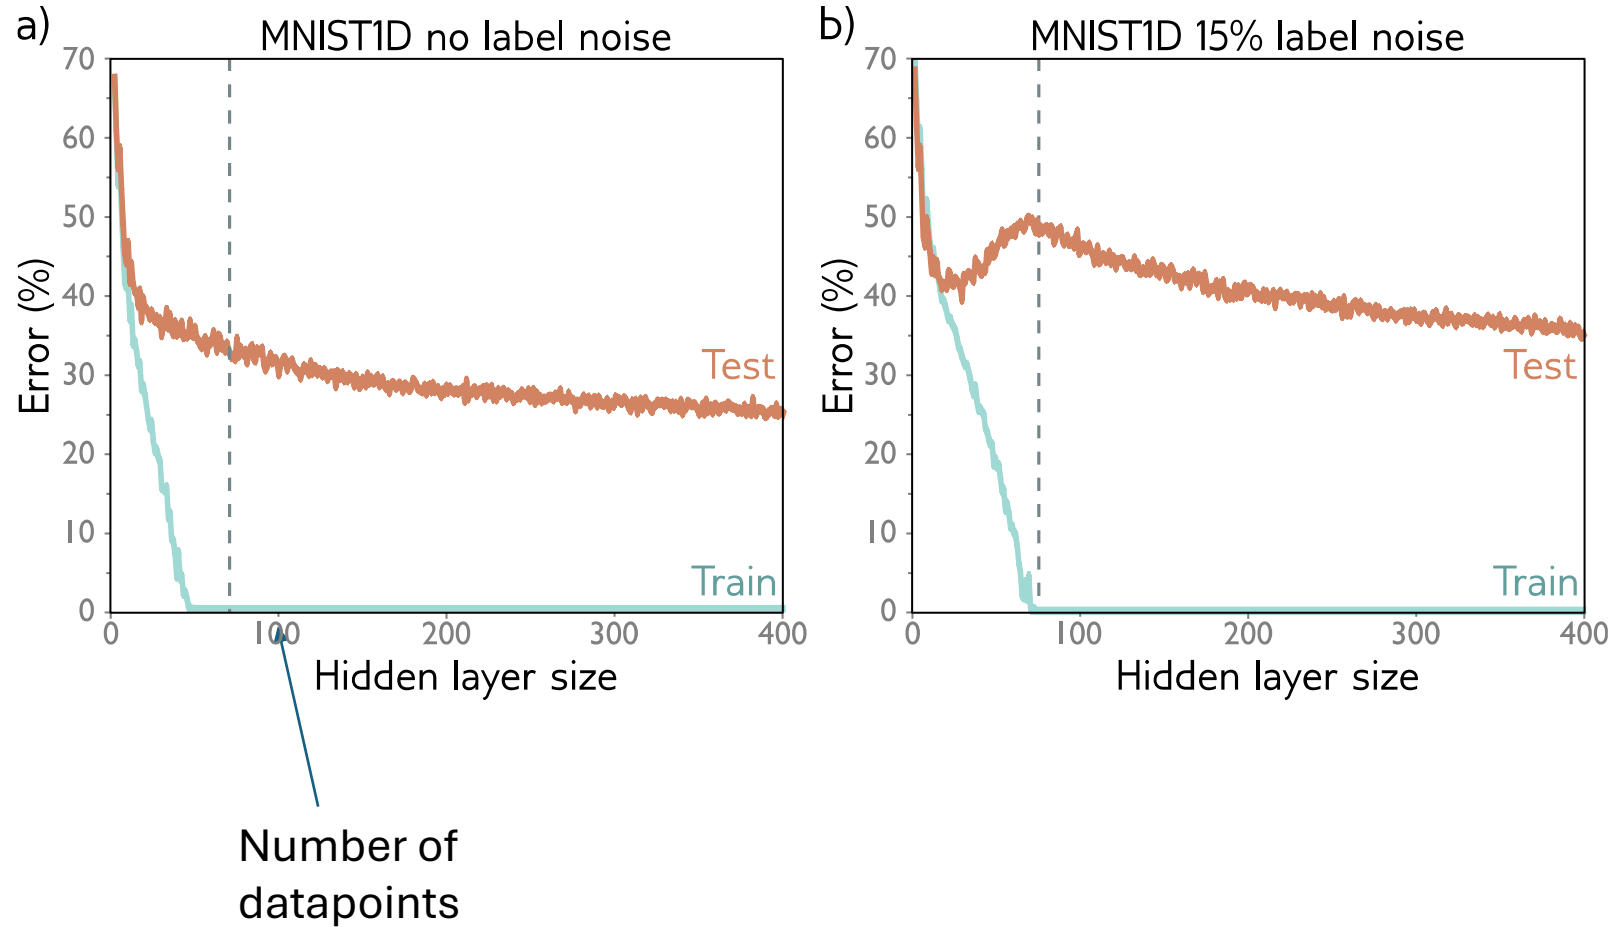 a)
MNIST1D no label noise
70
60
50
40
30
20
10
0
Error (%)
Test
Train
0 100 200 300 400
Hidden layer size
Number of
datapoints
b)
MNIST1D 15% label noise
70
60
50
40
30
20
10
0
Error (%)
Test
Train
0 100 200 300 400
Hidden layer size